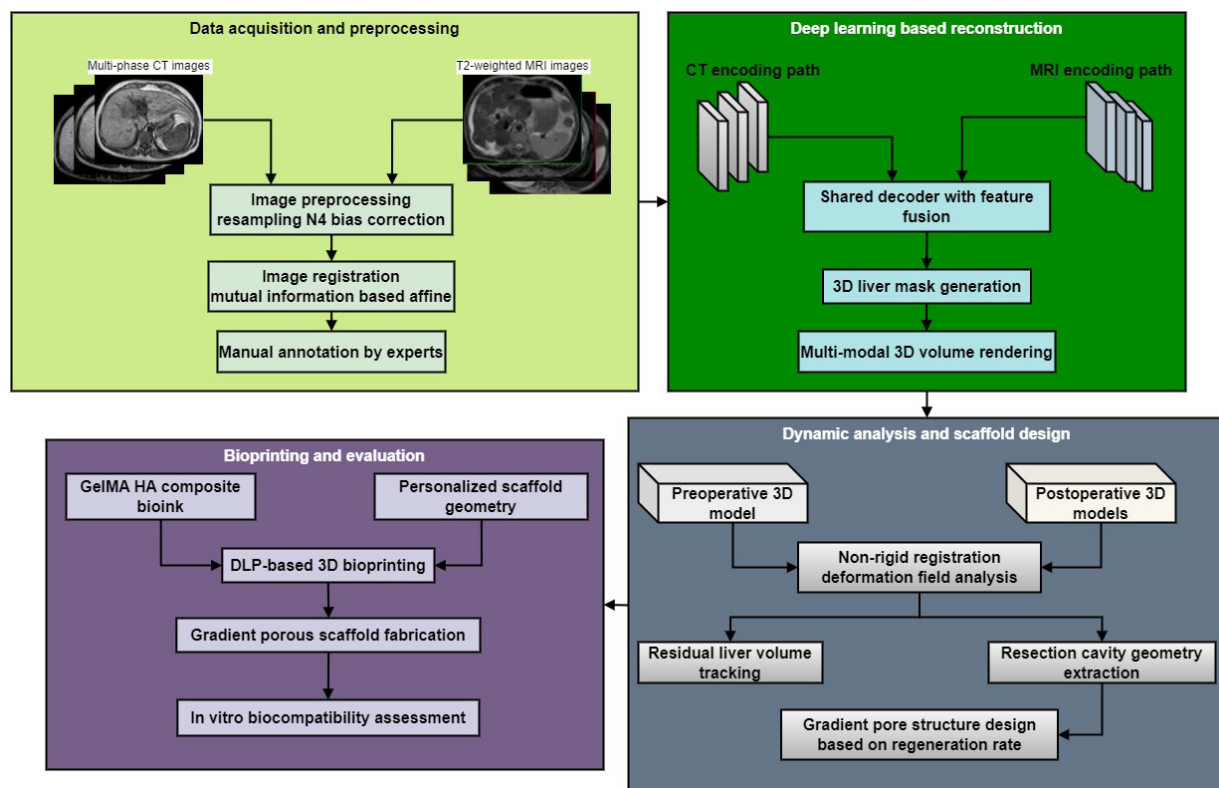 Data acquisition and preprocessing
Multi-phase CT images
T2-weighted MRI images
Image preprocessing
resampling N4 bias correction
Image registration
mutual information based affine
Manual annotation by experts
Deep learning based reconstruction
CT encoding path
MRI encoding path
Shared decoder with feature
fusion
3D liver mask generation
Multi-modal 3D volume rendering
Dynamic analysis and scaffold design
Preoperative 3D
model
Postoperative 3D
models
Non-rigid registration
deformation field analysis
Residual liver volume
tracking
Resection cavity geometry
extraction
Gradient pore structure design
based on regeneration rate
Bioprinting and evaluation
GelMA HA composite
bioink
Personalized scaffold
geometry
DLP-based 3D bioprinting
Gradient porous scaffold fabrication
In vitro biocompatibility assessment